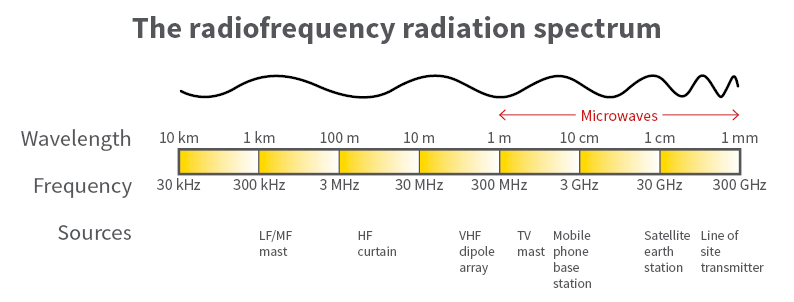 The radiofrequency radiation spectrum
Microwaves
Wavelength 10 km 1 km 100 m 10 m 1 m 10 cm 1 cm 1 mm
Frequency 30 kHz 300 kHz 3 MHz 30 MHz 300 MHz 3 GHz 30 GHz 300 GHz
Sources
LF/MF
mast
HF
curtain
VHF
dipole
array
TV
mast
Mobile
phone
base
station
Satellite
earth
station
Line of
site
transmitter